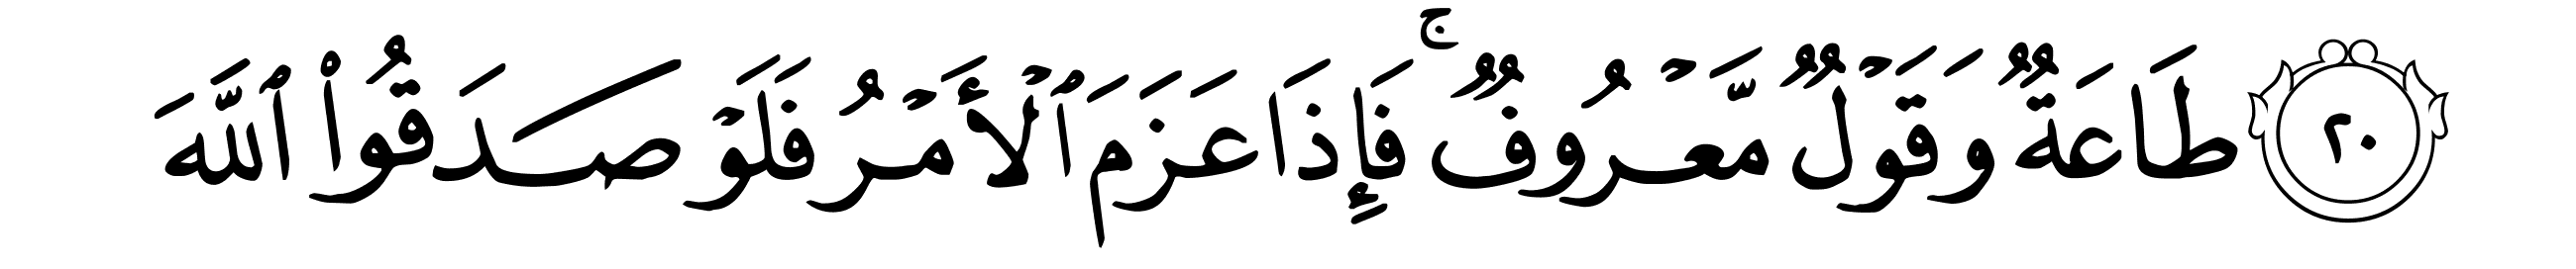 ٢٠ طَاعَةٌ وَقَوْلٌ مَّعْرُوفٌ ۚ فَإِذَا عَزَمَ ٱلْأَمْرُ فَلَوْ صَدَقُوا۟ ٱللَّهَ